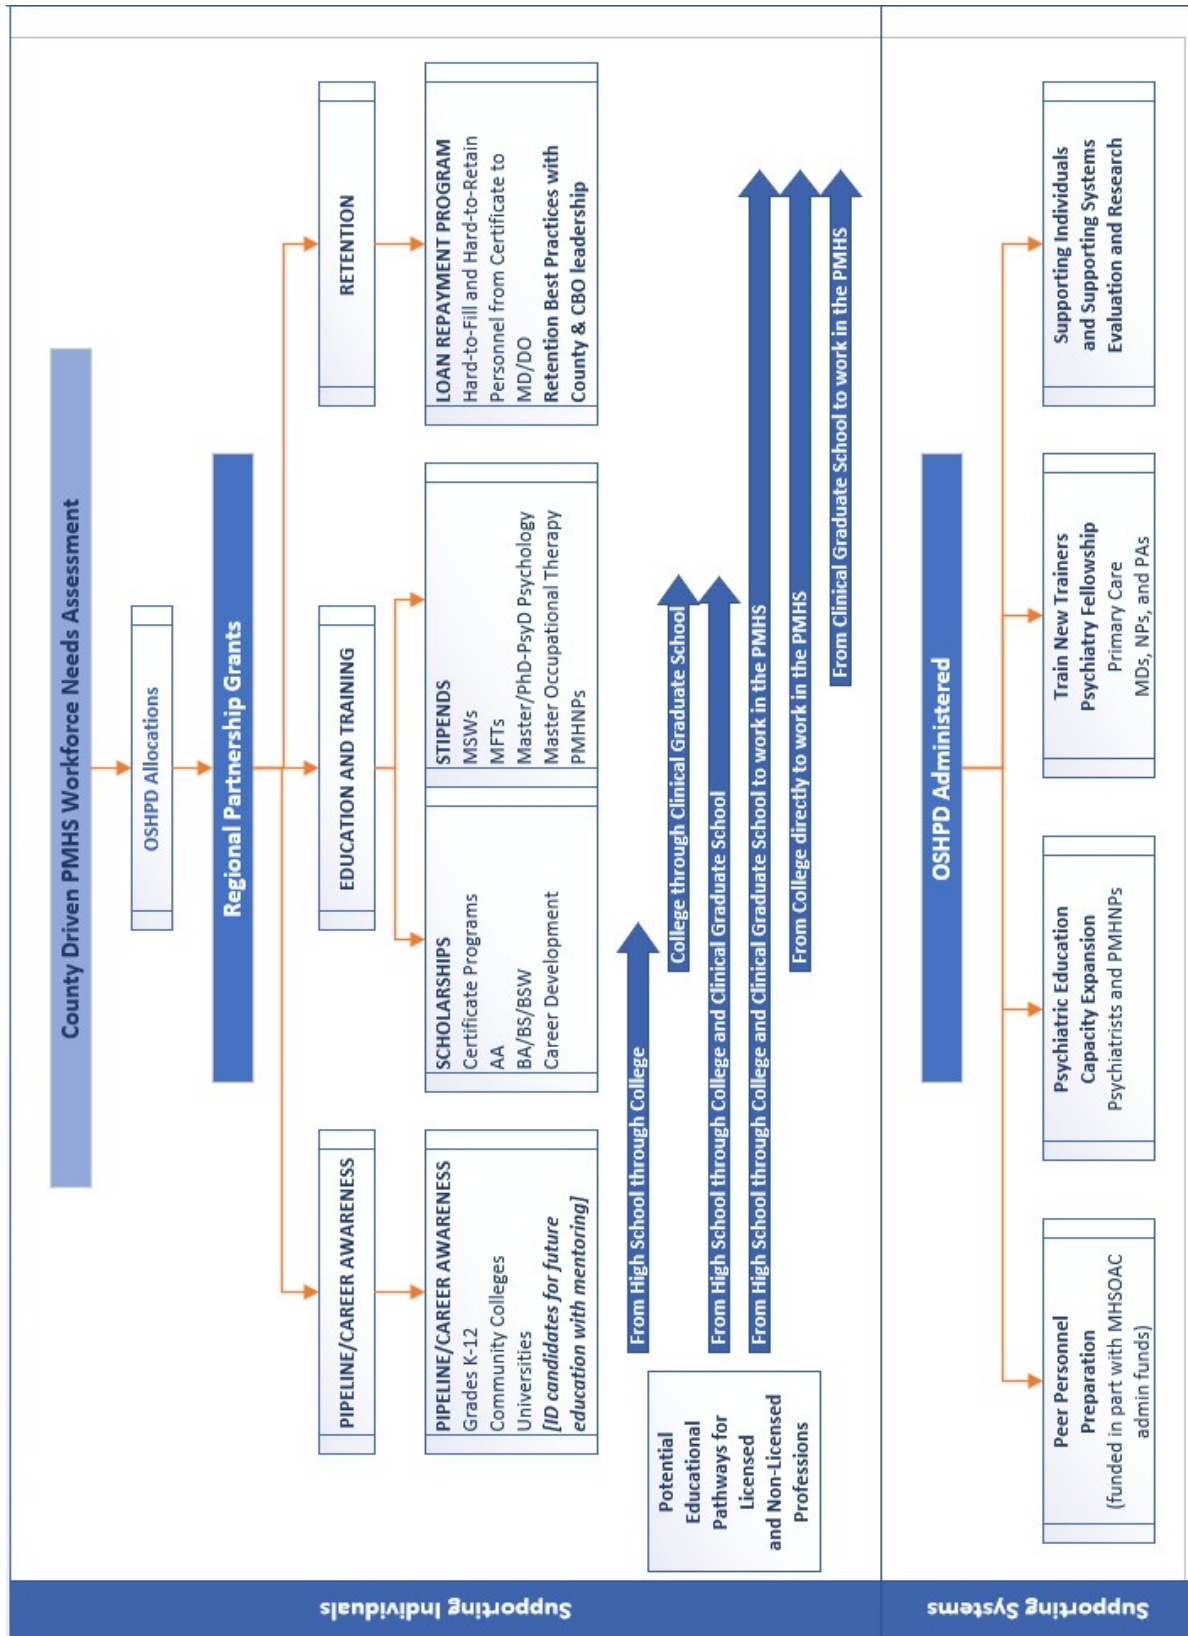 Supporting Individuals
County Driven PMHS Workforce Needs Assessment
OSHPD Allocations
Regional Partnership Grants
PIPELINE/CAREER AWARENESS
EDUCATION AND TRAINING
RETENTION
PIPELINE/CAREER AWARENESS
Grades K-12
Community Colleges
Universities
[ID candidates for future
education with mentoring]
SCHOLARSHIPS
Certificate Programs
AA
BA/BS/BSW
Career Development
STIPENDS
MSWs
MFTs
Master/PhD-PsyD Psychology
Master Occupational Therapy
PMHNPs
LOAN REPAYMENT PROGRAM
Hard-to-Fill and Hard-to-Retain
Personnel from Certificate to
MD/DO
Retention Best Practices with
County & CBO leadership
Potential
Educational
Pathways for
Licensed
and Non-Licensed
Professions
From High School through College
College through Clinical Graduate School
From High School through College and Clinical Graduate School
From High School through College and Clinical Graduate School to work in the PMHS
From College directly to work in the PMHS
From Clinical Graduate School to work in the PMHS
Supporting Systems
OSHPD Administered
Peer Personnel
Preparation
(funded in part with MHSOAC
admin funds)
Psychiatric Education
Capacity Expansion
Psychiatrists and PMHNPs
Train New Trainers
Psychiatry Fellowship
Primary Care
MDs, NPs, and PAs
Supporting Individuals
and Supporting Systems
Evaluation and Research